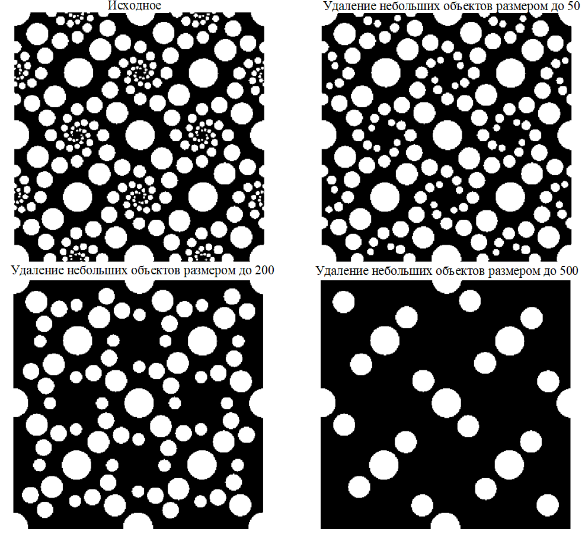 Исходное
Удаление небольших объектов размером до 50
Удаление небольших объектов размером до 200
Удаление небольших объектов размером до 500